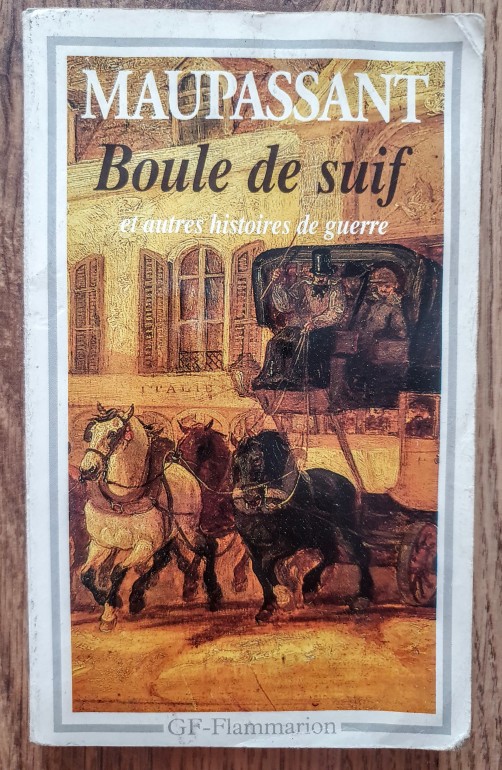 MAUPASSANT
Boule de suif
et autres histoires de guerre
ITALIE
GF-Flammarion